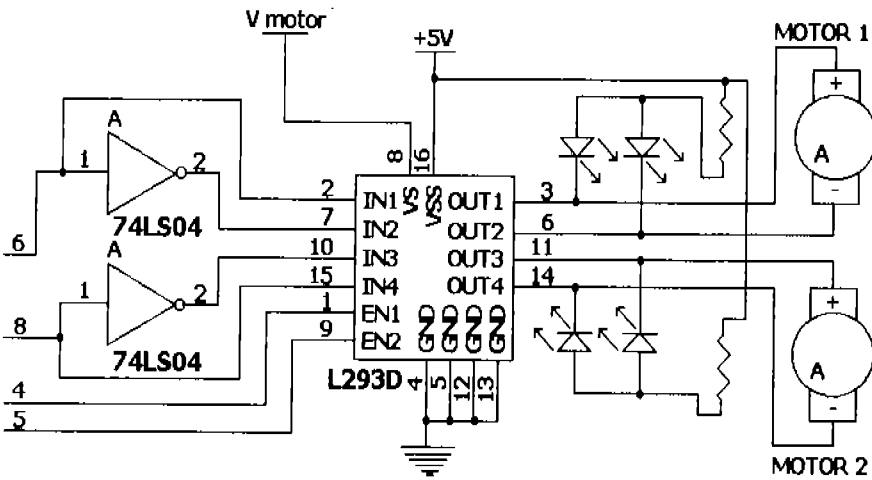 V motor
+5V
MOTOR 1
A
1
2
74LS04
6
A
1
2
74LS04
8
4
5
8
16
VS
VSS
2
IN1
7
IN2
10
IN3
15
IN4
1
EN1
9
EN2
OUT1
3
OUT2
6
OUT3
11
OUT4
14
GND
GND
GND
GND
L293D
4
5
12
13
+
A
-
+
A
-
MOTOR 2